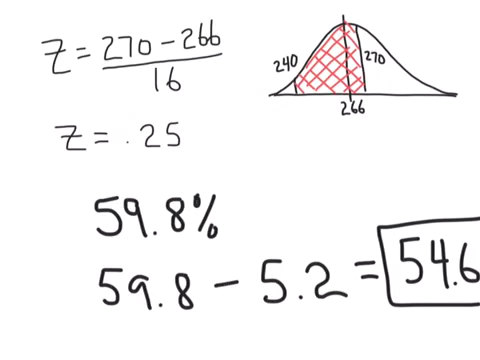 Z = 270 - 266 / 16
240
270
266
Z = .25
59.8%
59.8 - 5.2 = 54.6